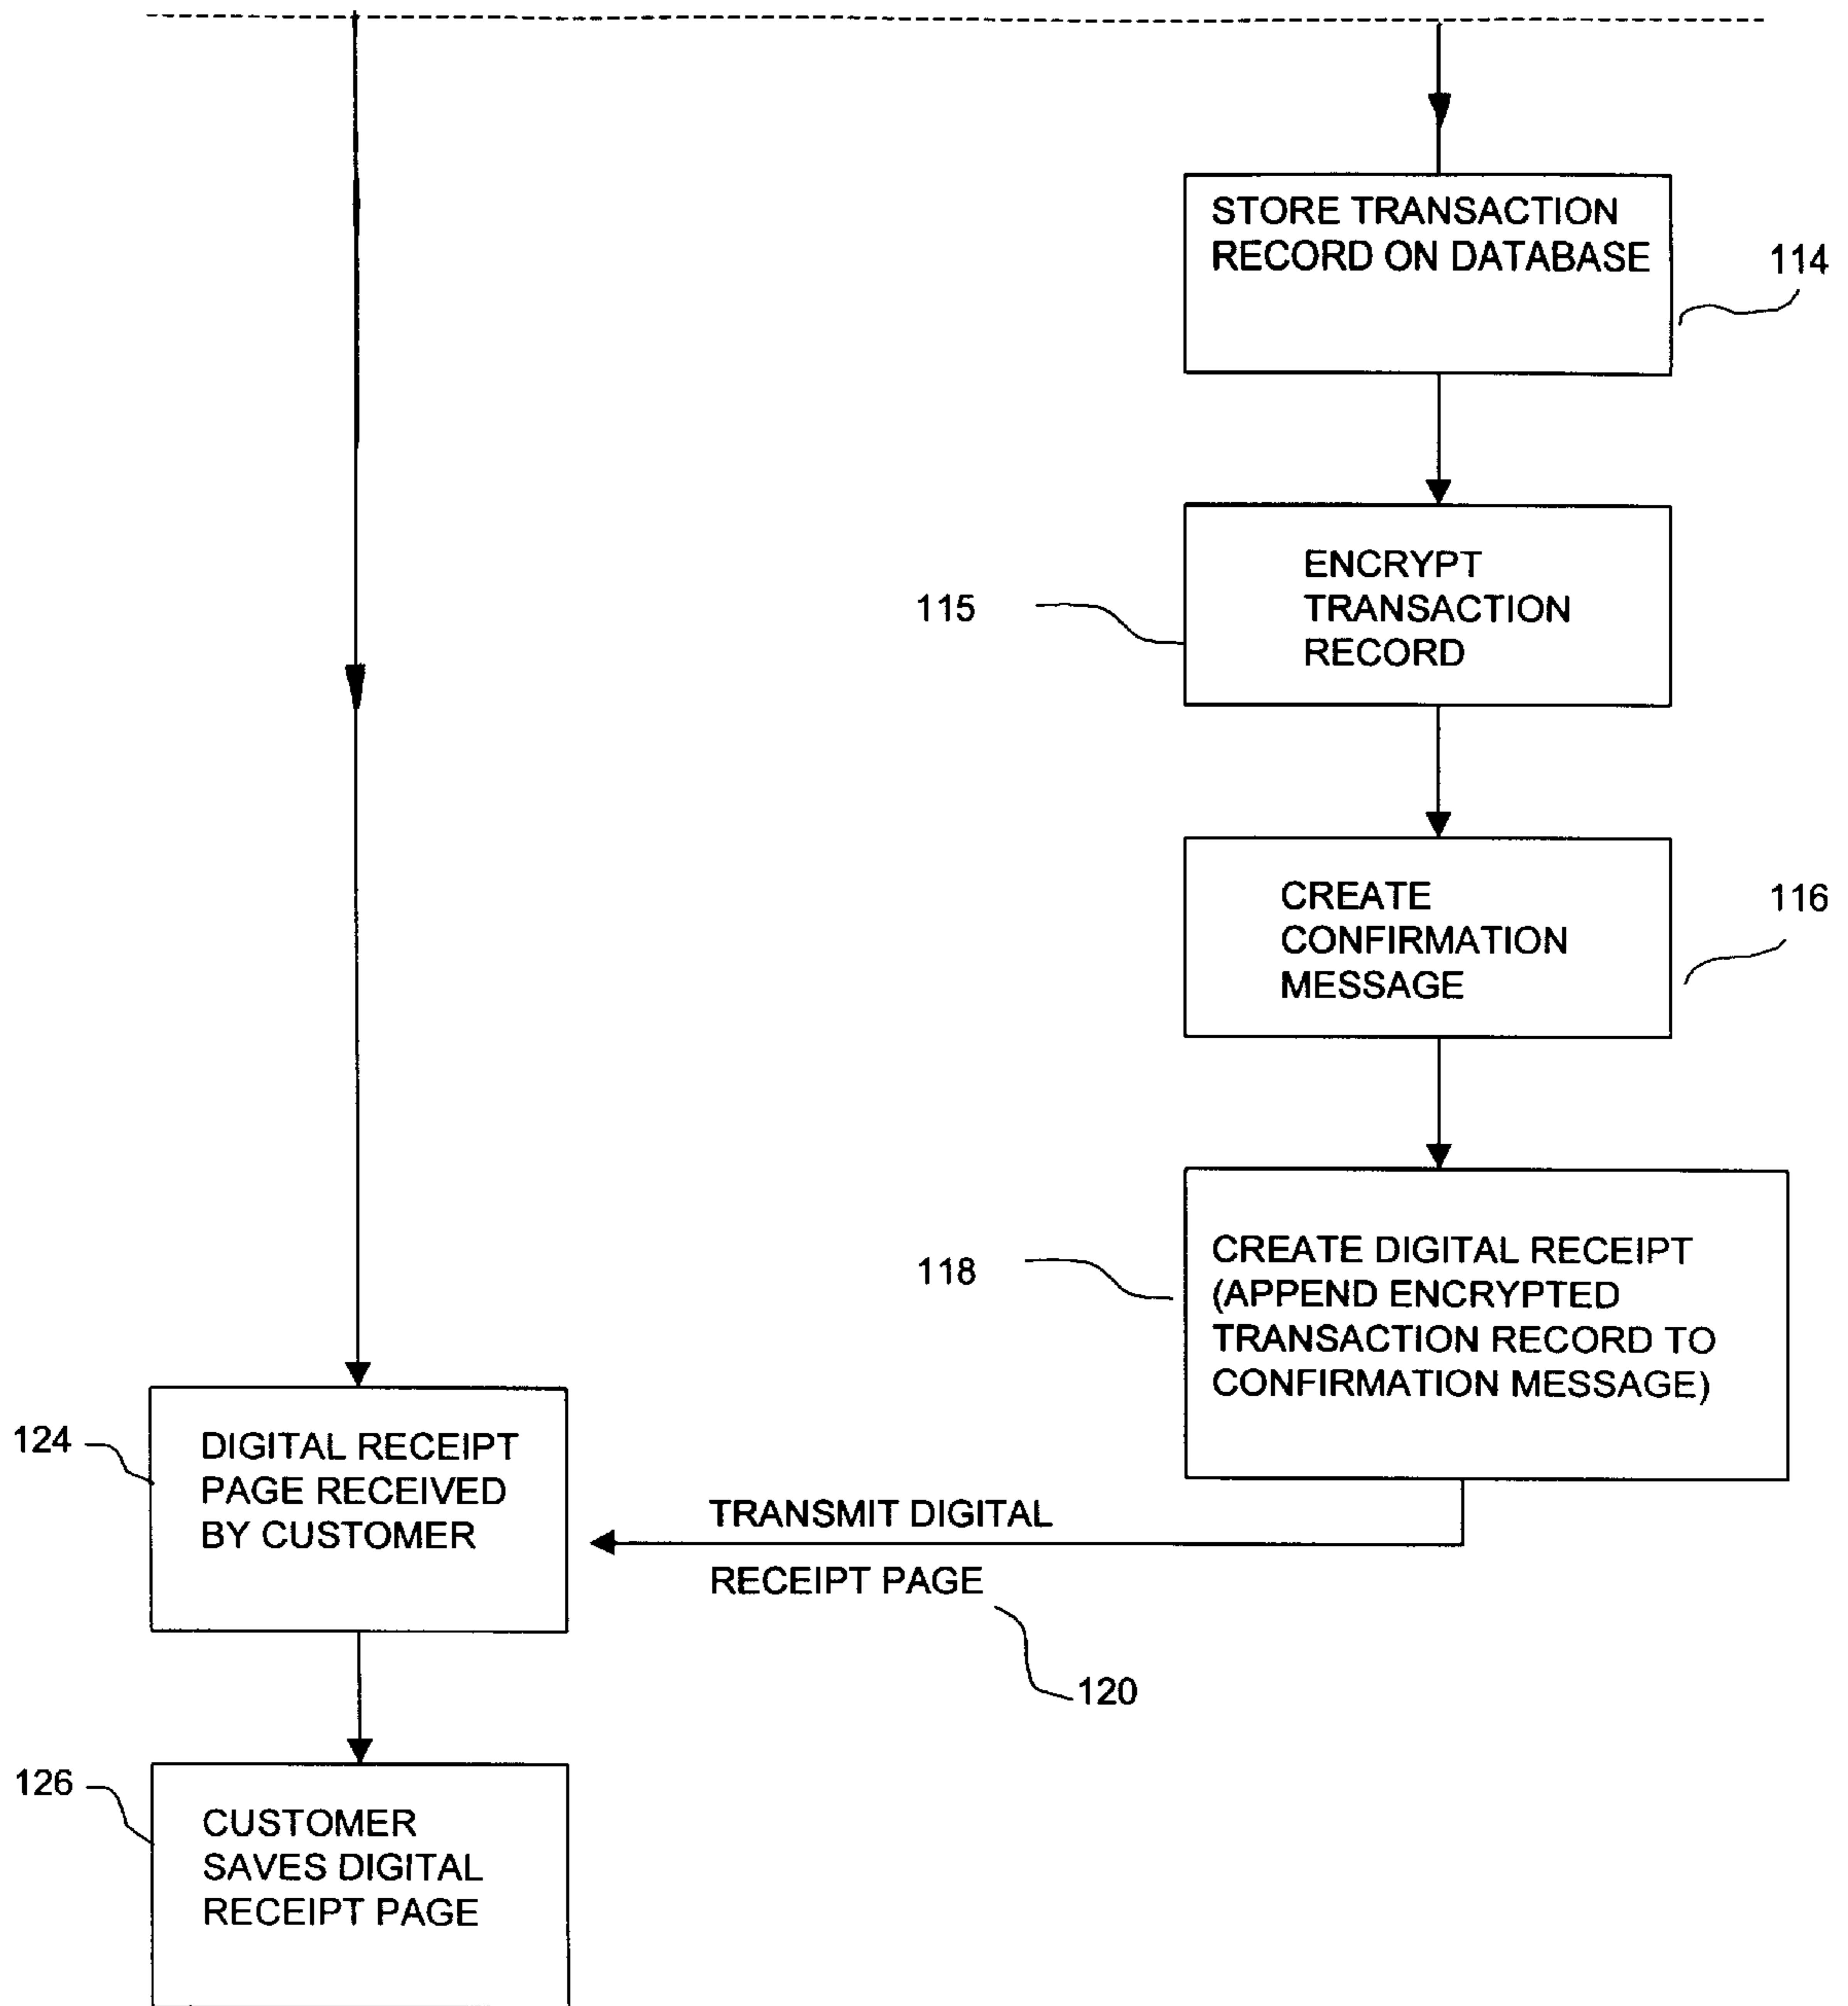 STORE TRANSACTION
RECORD ON DATABASE
114
ENCRYPT
TRANSACTION
RECORD
115
CREATE
CONFIRMATION
MESSAGE
116
CREATE DIGITAL RECEIPT
(APPEND ENCRYPTED
TRANSACTION RECORD TO
CONFIRMATION MESSAGE)
118
TRANSMIT DIGITAL
RECEIPT PAGE
120
124
DIGITAL RECEIPT
PAGE RECEIVED
BY CUSTOMER
126
CUSTOMER
SAVES DIGITAL
RECEIPT PAGE